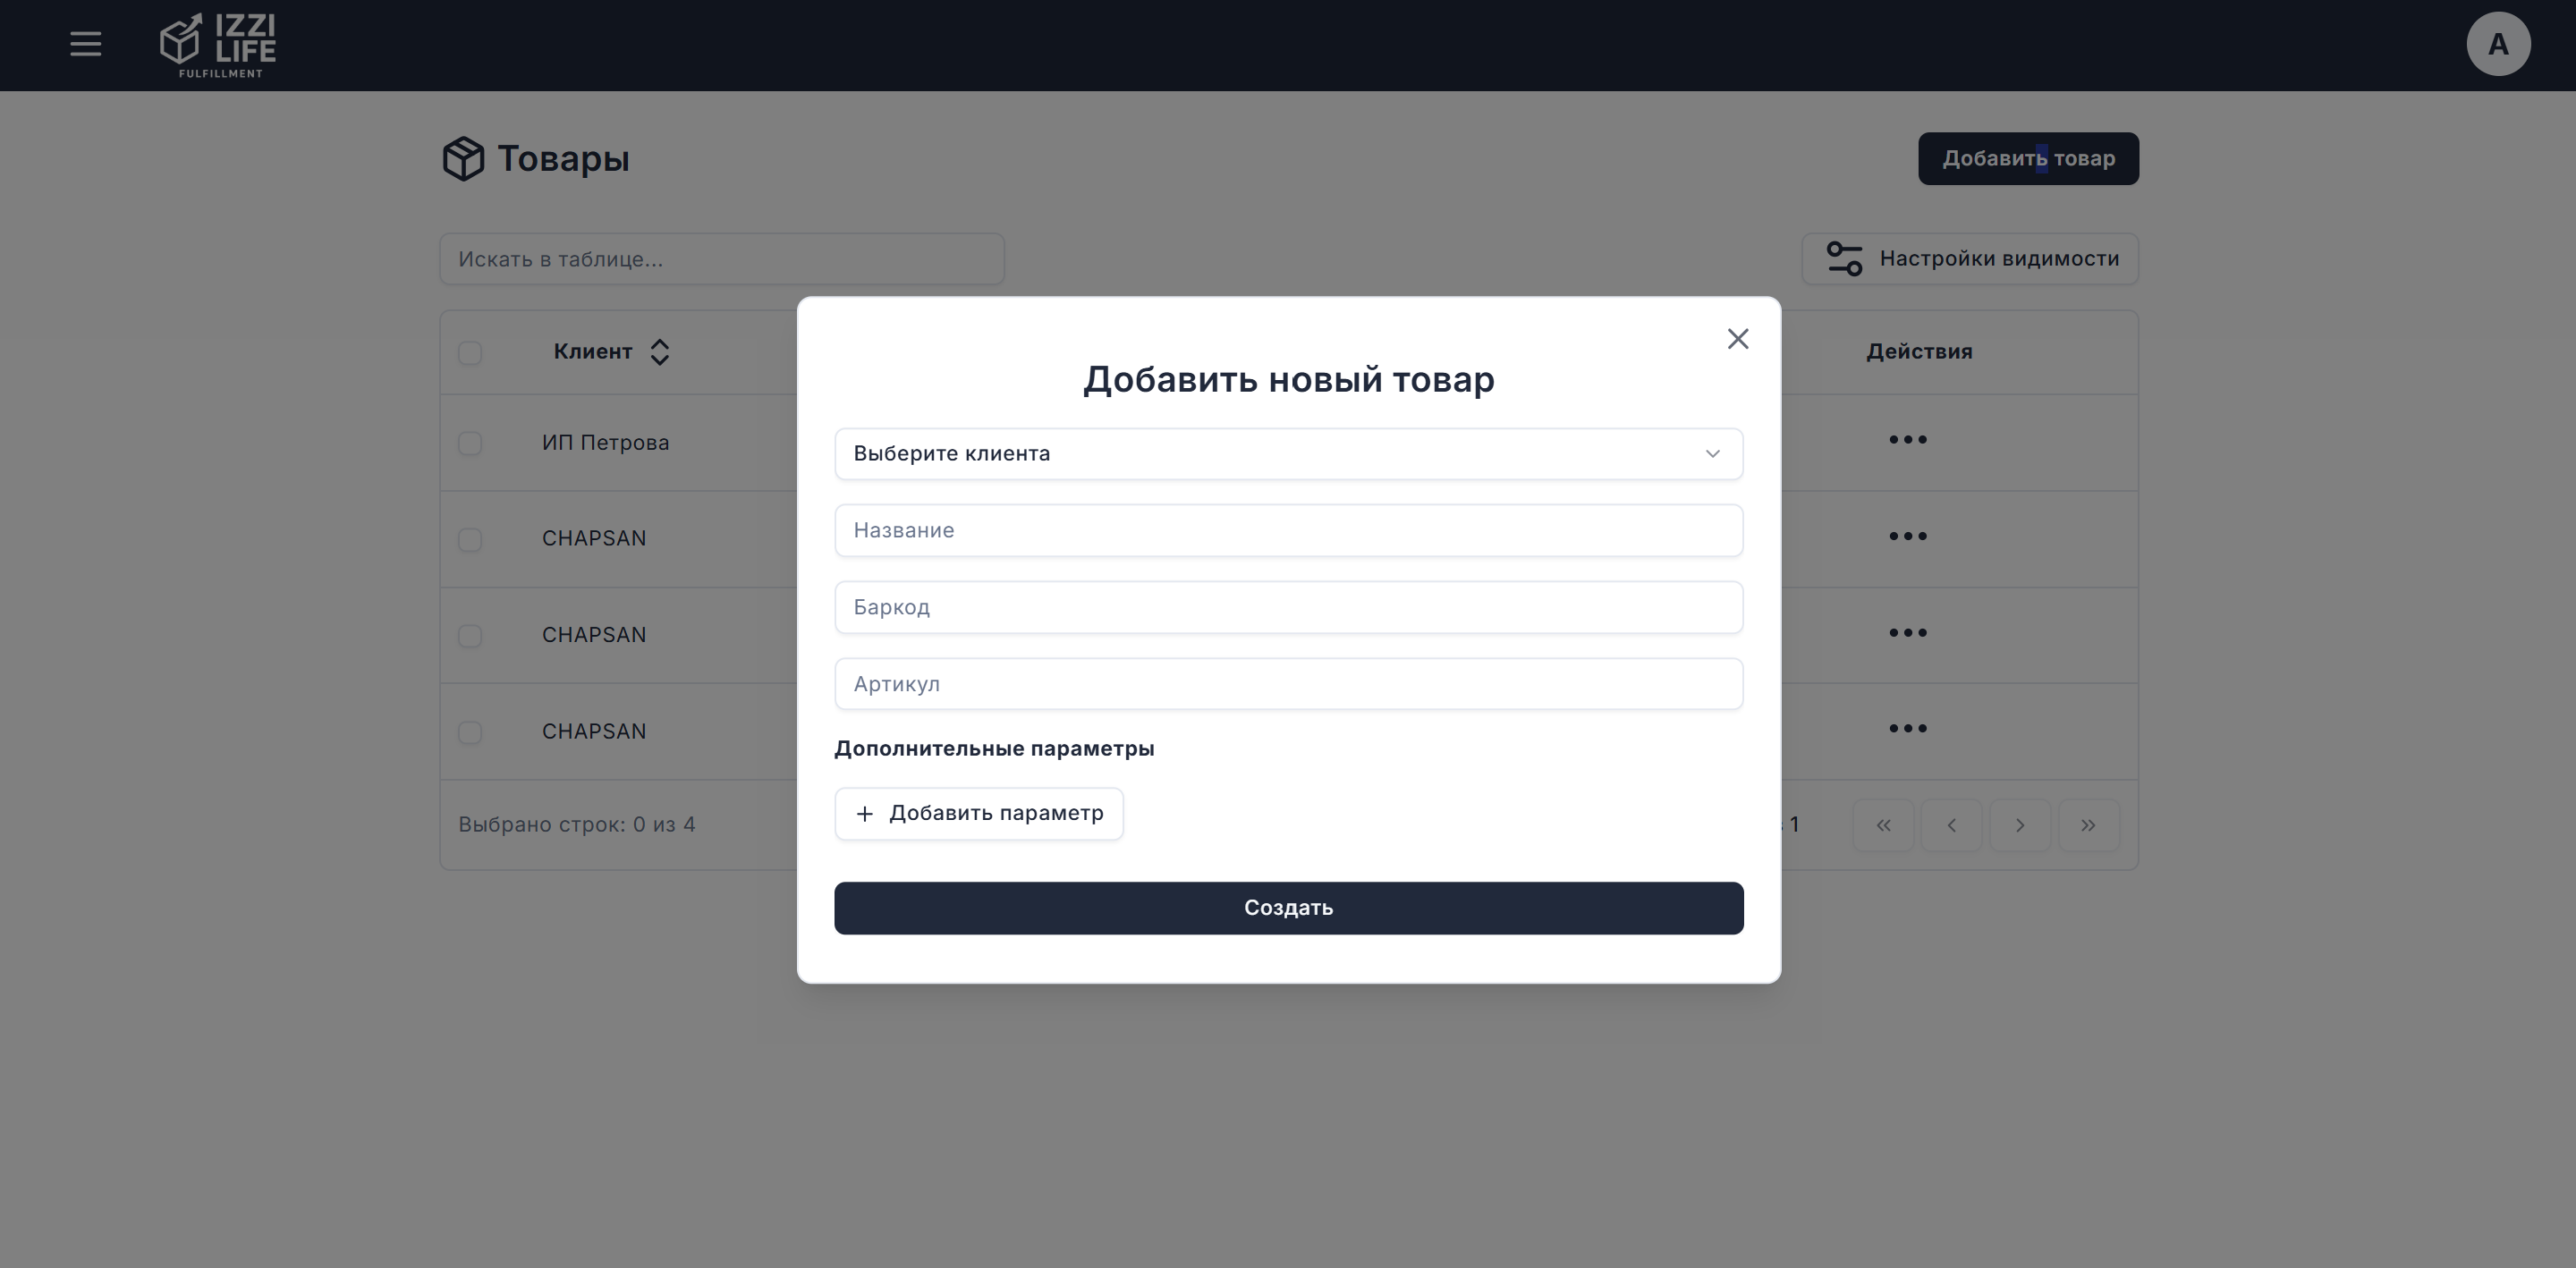 IZZI
LIFE
FULFILLMENT
A
Товары
Добавить товар
Искать в таблице...
Настройки видимости
Клиент
Действия
ИП Петрова
CHAPSAN
CHAPSAN
CHAPSAN
Выбрано строк: 0 из 4
1
Добавить новый товар
Выберите клиента
Название
Баркод
Артикул
Дополнительные параметры
Добавить параметр
Создать